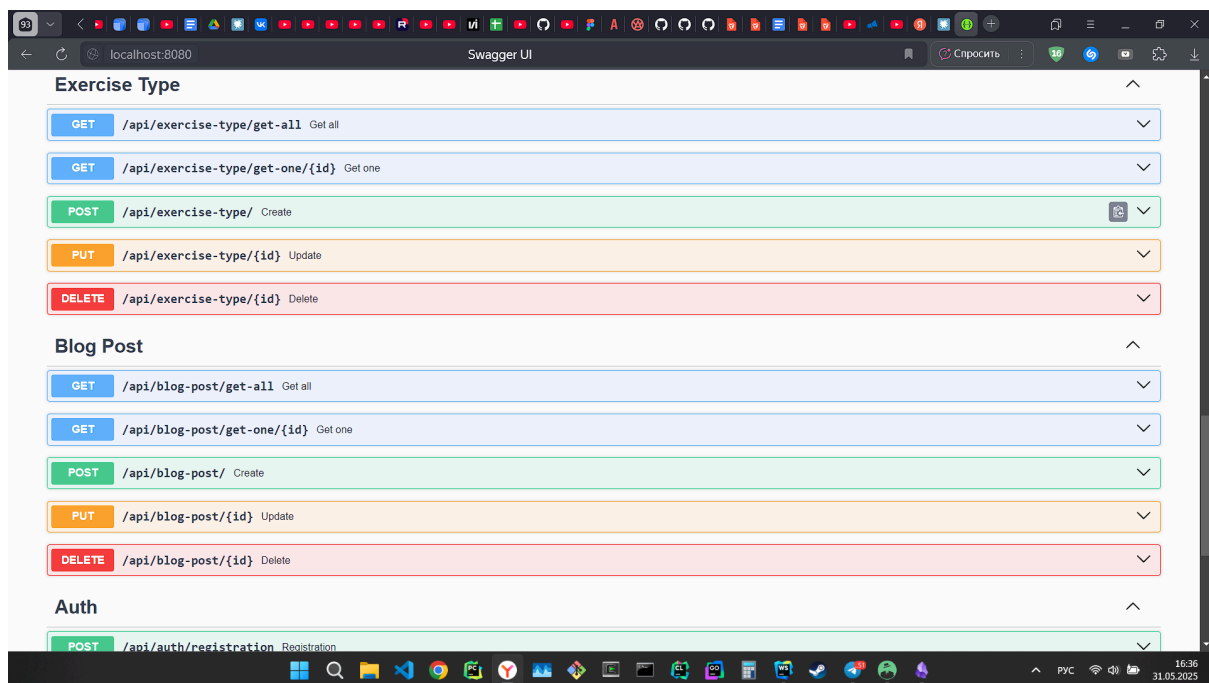 93
localhost:8080 Swagger UI Спросить 16
Exercise Type
GET /api/exercise-type/get-all Get all
GET /api/exercise-type/get-one/{id} Get one
POST /api/exercise-type/ Create
PUT /api/exercise-type/{id} Update
DELETE /api/exercise-type/{id} Delete
Blog Post
GET /api/blog-post/get-all Get all
GET /api/blog-post/get-one/{id} Get one
POST /api/blog-post/ Create
PUT /api/blog-post/{id} Update
DELETE /api/blog-post/{id} Delete
Auth
POST /api/auth/registration Registration
РУС 16:36
31.05.2025